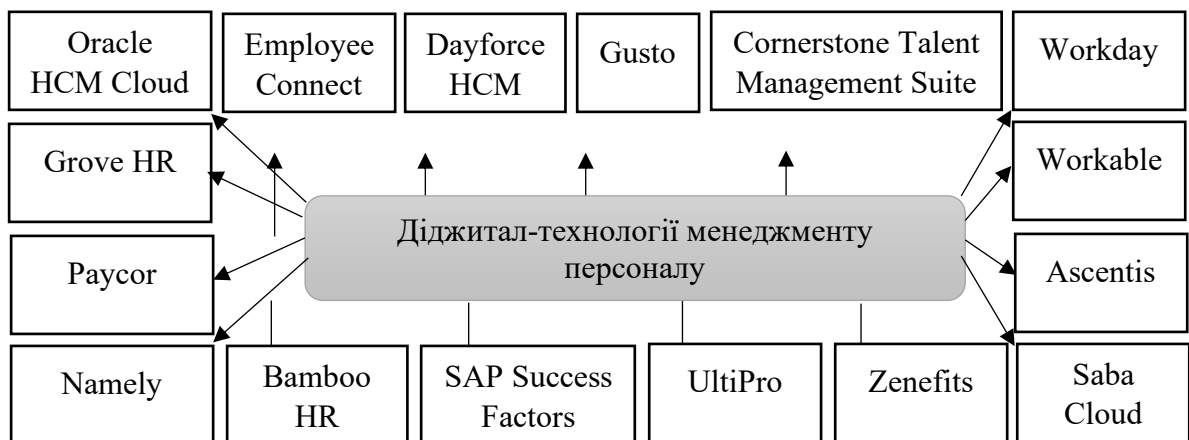 Oracle
HCM Cloud
Employee
Connect
Dayforce
HCM
Gusto
Cornerstone Talent
Management Suite
Workday
Grove HR
Workable
Діджитал-технології менеджменту
персоналу
Paycor
Ascentis
Namely
Bamboo
HR
SAP Success
Factors
UltiPro
Zenefits
Saba
Cloud